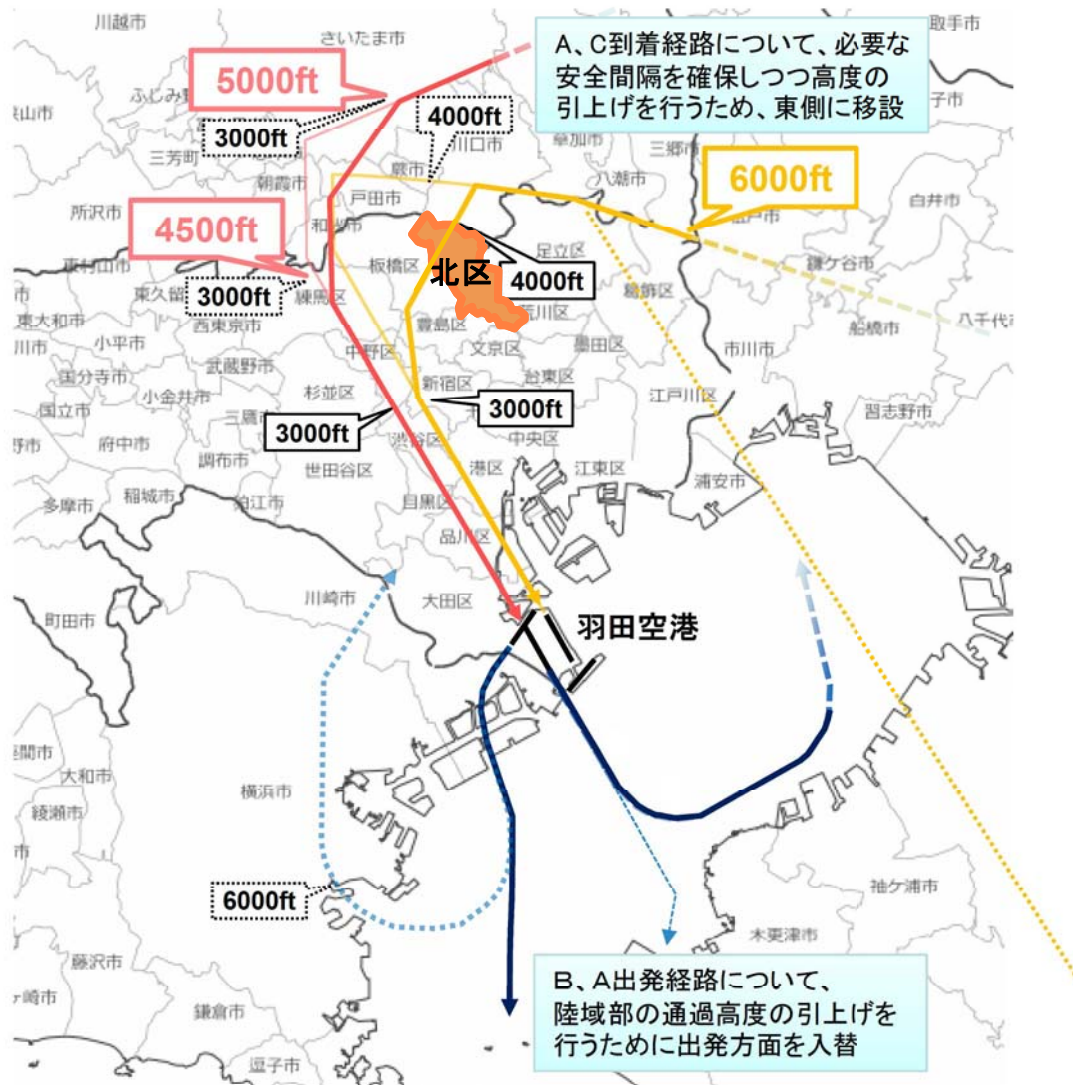 川越市
さいたま市
取手市
A、C到着経路について、必要な
安全間隔を確保しつつ高度の
引上げを行うため、東側に移設
5000ft
4000ft
3000ft
狭山市
ふじみ野
川口市
草加市
三郷市
三芳町
朝霞市
蕨市
戸田市
八潮市
6000ft
白井市
所沢市
和光市
4500ft
足立区
板橋区
北区
4000ft
葛飾区
鎌ケ谷市
東村山市
東久留
3000ft
練馬区
荒川区
船橋市
八千代市
東大和市
西東京市
豊島区
文京区
墨田区
市川市
小平市
中野区
武蔵野市
新宿区
台東区
江戸川区
国分寺市
小金井市
杉並区
3000ft
習志野市
国立市
三鷹市
3000ft
府中市
渋谷区
中央区
調布市
世田谷区
港区
江東区
浦安市
多摩市
稲城市
狛江市
目黒区
品川区
川崎市
大田区
町田市
羽田空港
座間市
大和市
横浜市
綾瀬市
袖ケ浦市
6000ft
木更津市
藤沢市
B、A出発経路について、
陸域部の通過高度の引上げを
行うために出発方面を入替
鎌倉市
逗子市